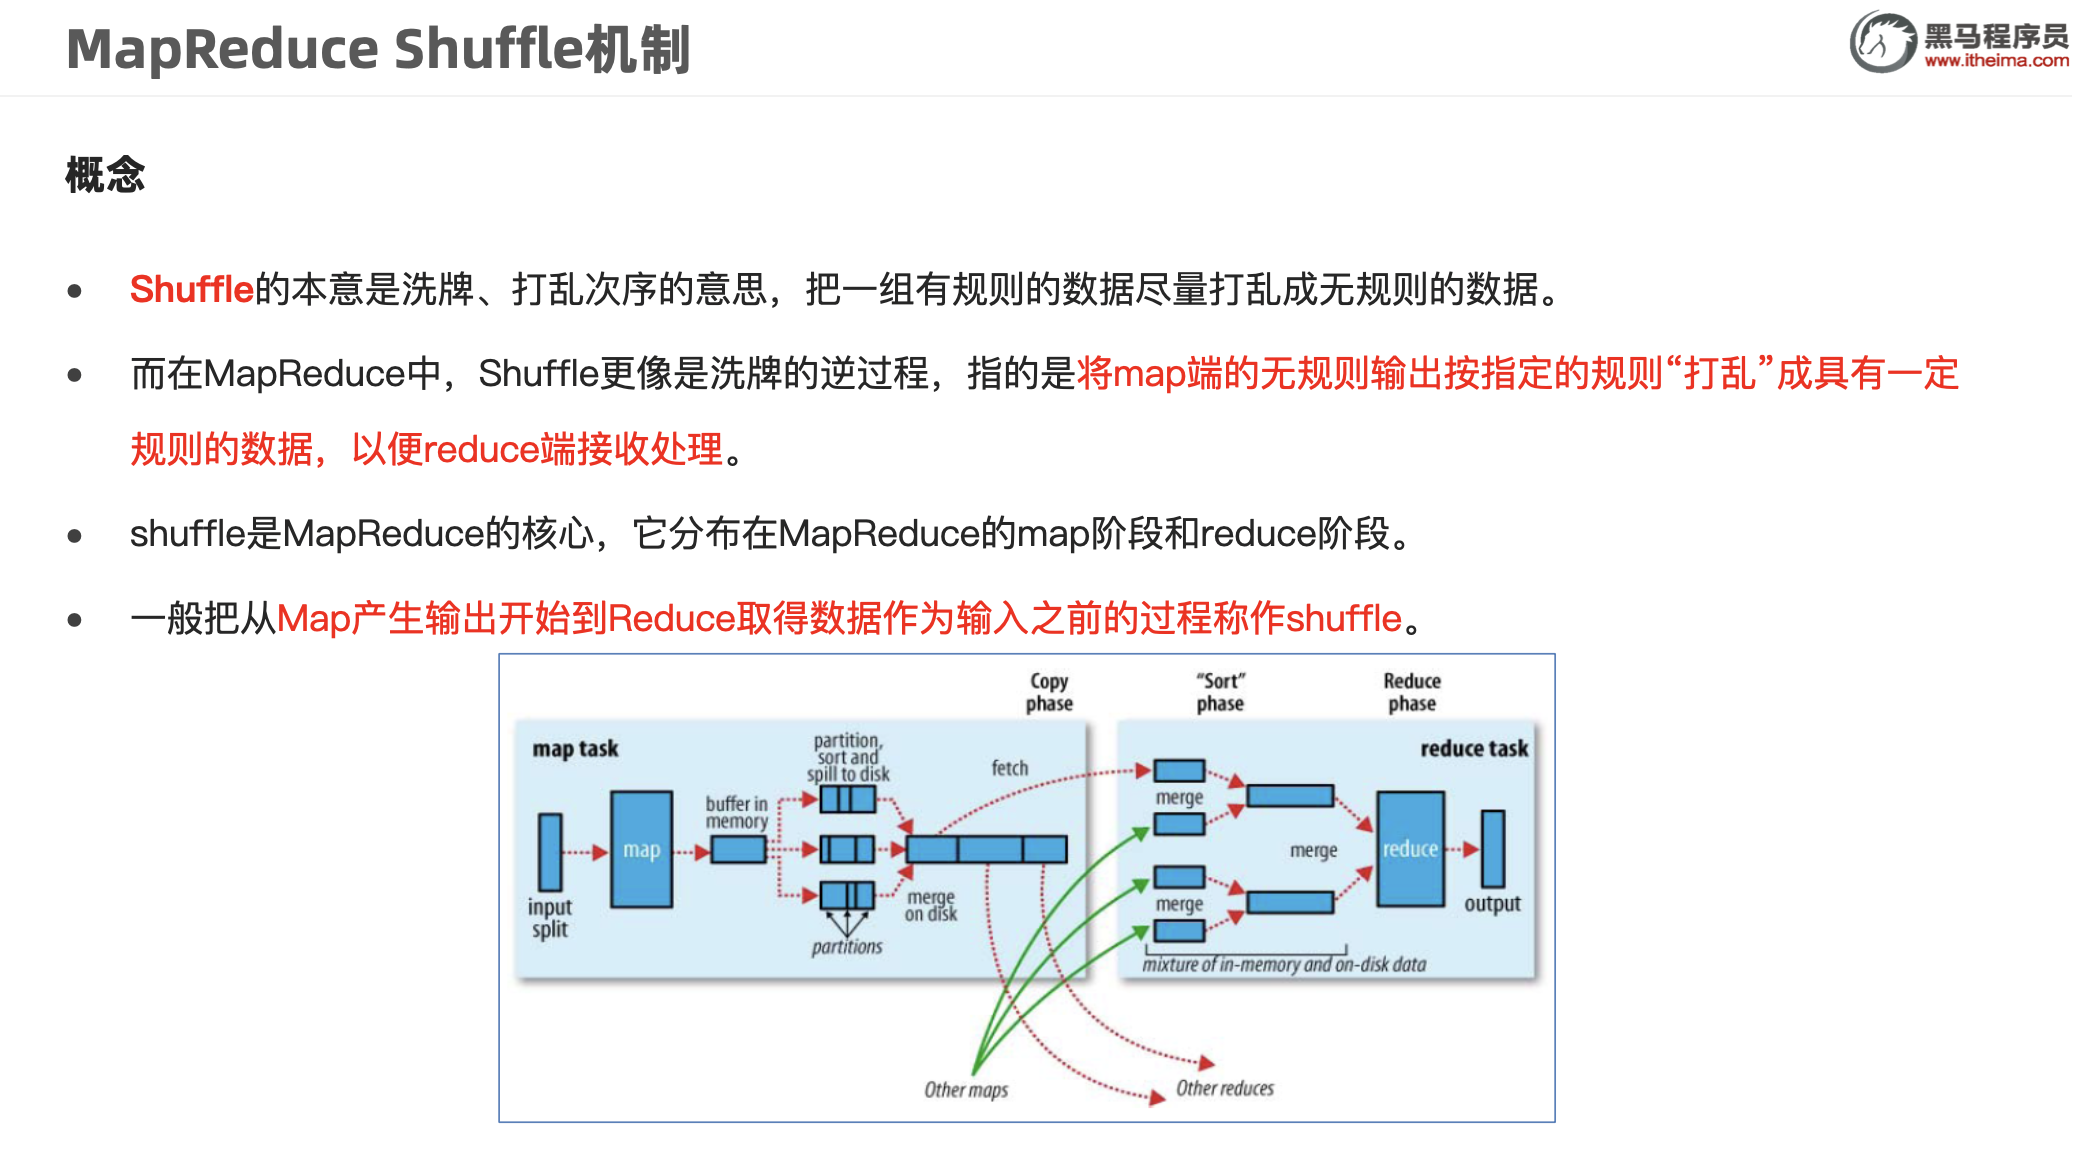 MapReduce Shuffle机制
黑马程序员
www.itheima.com
概念
● Shuffle的本意是洗牌、打乱次序的意思，把一组有规则的数据尽量打乱成无规则的数据。
● 而在MapReduce中，Shuffle更像是洗牌的逆过程，指的是将map端的无规则输出按指定的规则“打乱”成具有一定
规则的数据，以便reduce端接收处理。
● shuffle是MapReduce的核心，它分布在MapReduce的map阶段和reduce阶段。
● 一般把从Map产生输出开始到Reduce取得数据作为输入之前的过程称作shuffle。
Copy
phase
“Sort”
phase
Reduce
phase
map task
partition,
sort and
spill to disk
fetch
reduce task
buffer in
memory
merge
map
merge
reduce
input
split
merge
on disk
merge
output
partitions
mixture of in-memory and on-disk data
Other maps
Other reduces